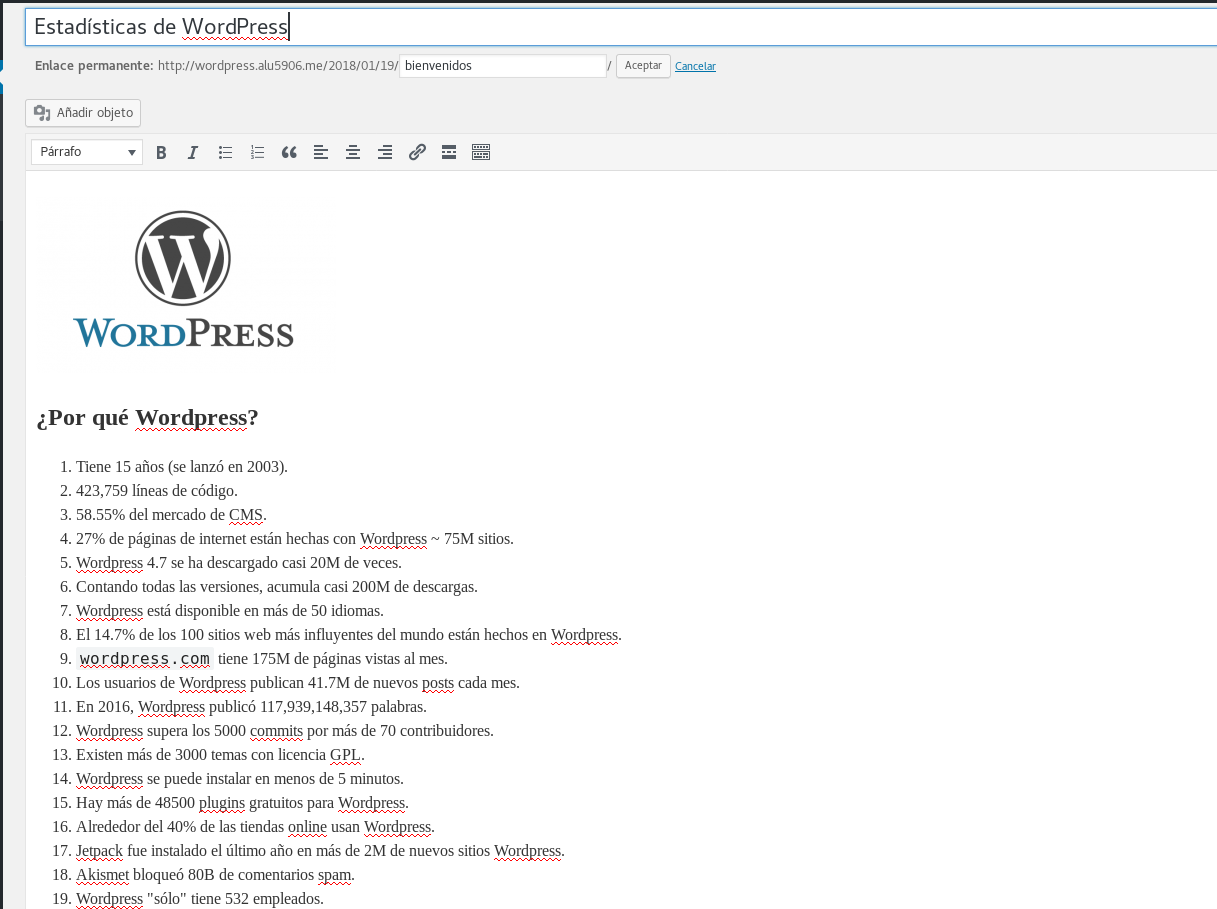 Estadísticas de WordPress
Enlace permanente: http://wordpress.alu5906.me/2018/01/19/ bienvenidos / Aceptar Cancelar
Añadir objeto
Párrafo
WORDPRESS
¿Por qué Wordpress?
1. Tiene 15 años (se lanzó en 2003).
2. 423,759 líneas de código.
3. 58.55% del mercado de CMS.
4. 27% de páginas de internet están hechas con Wordpress ~ 75M sitios.
5. Wordpress 4.7 se ha descargado casi 20M de veces.
6. Contando todas las versiones, acumula casi 200M de descargas.
7. Wordpress está disponible en más de 50 idiomas.
8. El 14.7% de los 100 sitios web más influyentes del mundo están hechos en Wordpress.
9. wordpress.com tiene 175M de páginas vistas al mes.
10. Los usuarios de Wordpress publican 41.7M de nuevos posts cada mes.
11. En 2016, Wordpress publicó 117,939,148,357 palabras.
12. Wordpress supera los 5000 commits por más de 70 contribuidores.
13. Existen más de 3000 temas con licencia GPL.
14. Wordpress se puede instalar en menos de 5 minutos.
15. Hay más de 48500 plugins gratuitos para Wordpress.
16. Alrededor del 40% de las tiendas online usan Wordpress.
17. Jetpack fue instalado el último año en más de 2M de nuevos sitios Wordpress.
18. Akismet bloqueó 80B de comentarios spam.
19. Wordpress "sólo" tiene 532 empleados.